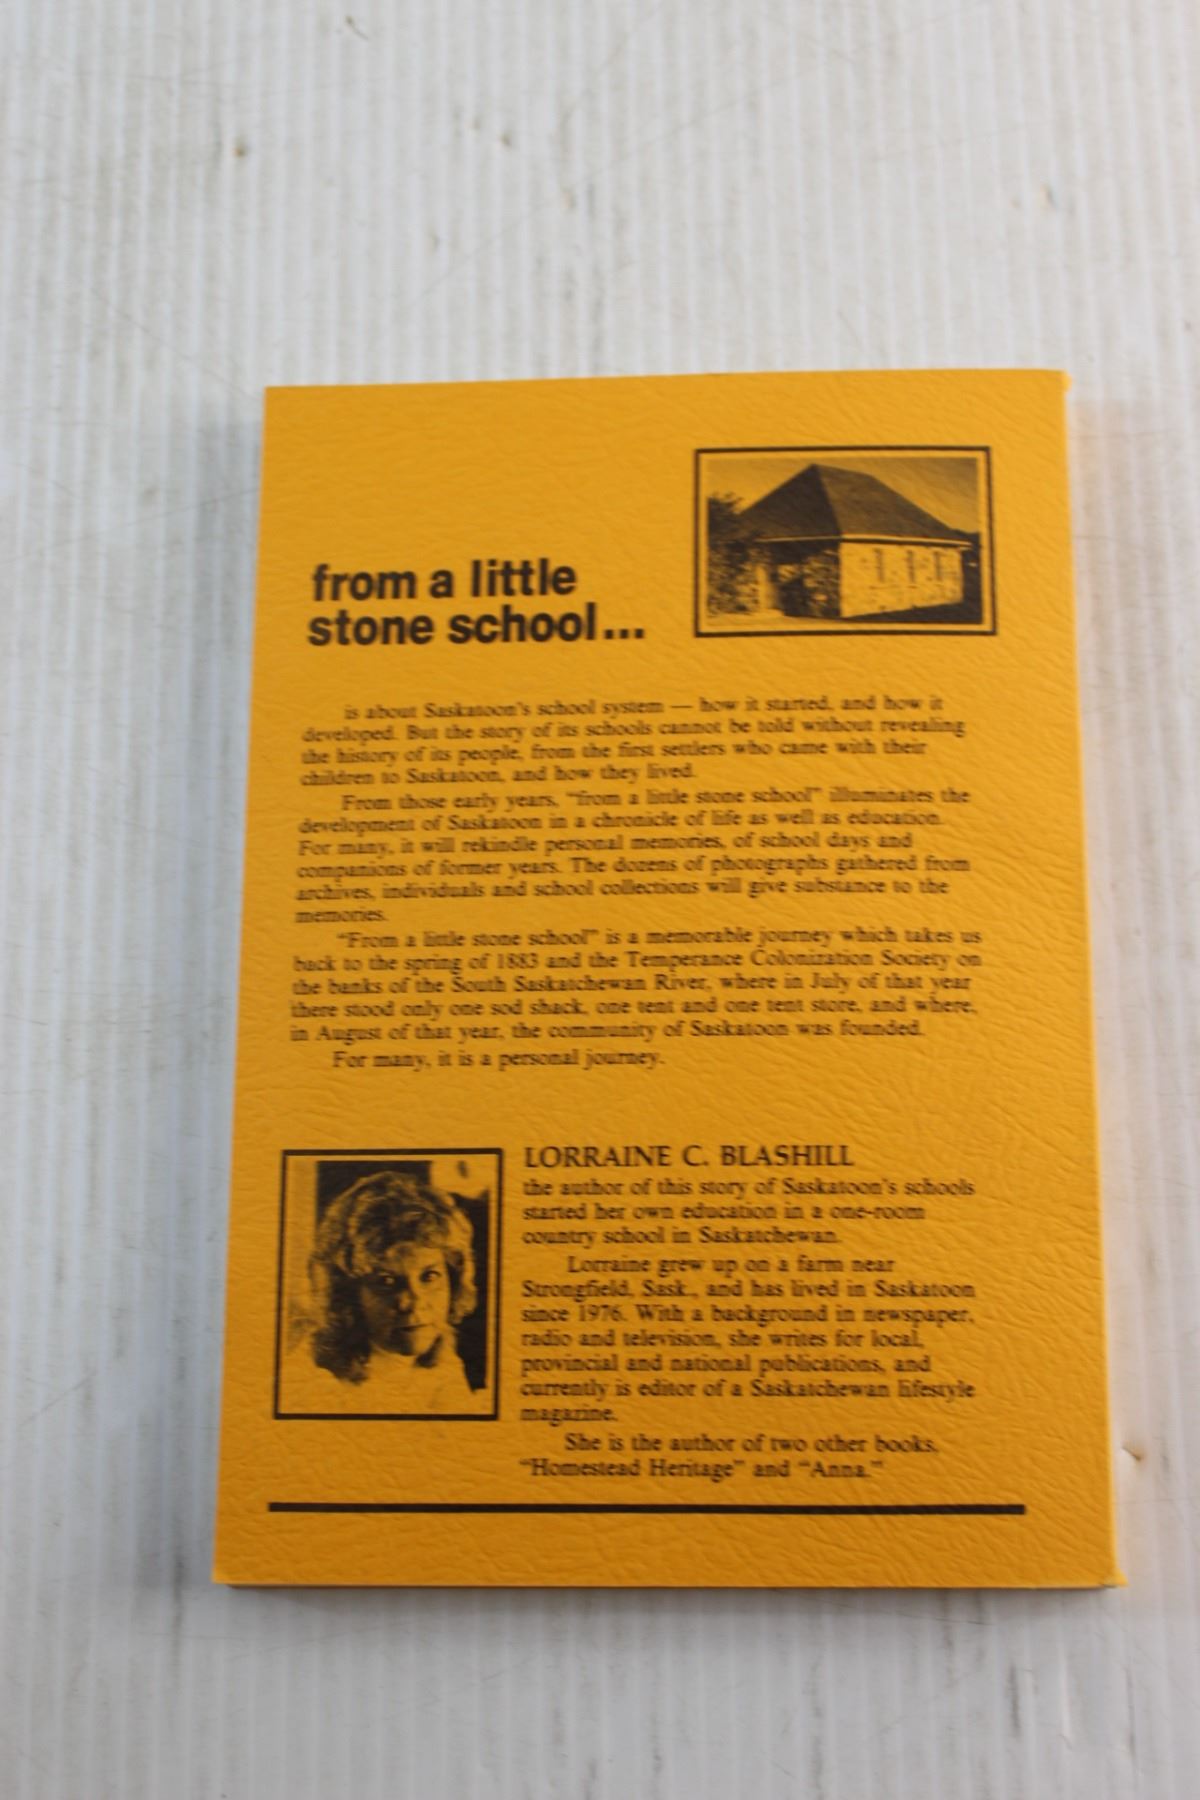 from a little
stone school...
is about Saskatoon's school system — how it started, and how it
developed. But the story of its schools cannot be told without revealing
the history of its people, from the first settlers who came with their
children to Saskatoon, and how they lived.
From those early years, "from a little stone school" illuminates the
development of Saskatoon in a chronicle of life as well as education.
For many, it will rekindle personal memories, of school days and
companions of former years. The dozens of photographs gathered from
archives, individuals and school collections will give substance to the
memories.
"From a little stone school" is a memorable journey which takes us
back to the spring of 1883 and the Temperance Colonization Society on
the banks of the South Saskatchewan River, where in July of that year
there stood only one sod shack, one tent and one tent store, and where,
in August of that year, the community of Saskatoon was founded.
For many, it is a personal journey.
LORRAINE C. BLASHILL
the author of this story of Saskatoon's schools
started her own education in a one-room
country school in Saskatchewan.
Lorraine grew up on a farm near
Strongfield, Sask., and has lived in Saskatoon
since 1976. With a background in newspaper,
radio and television, she writes for local,
provincial and national publications, and
currently is editor of a Saskatchewan lifestyle
magazine.
She is the author of two other books,
"Homestead Heritage" and "Anna."